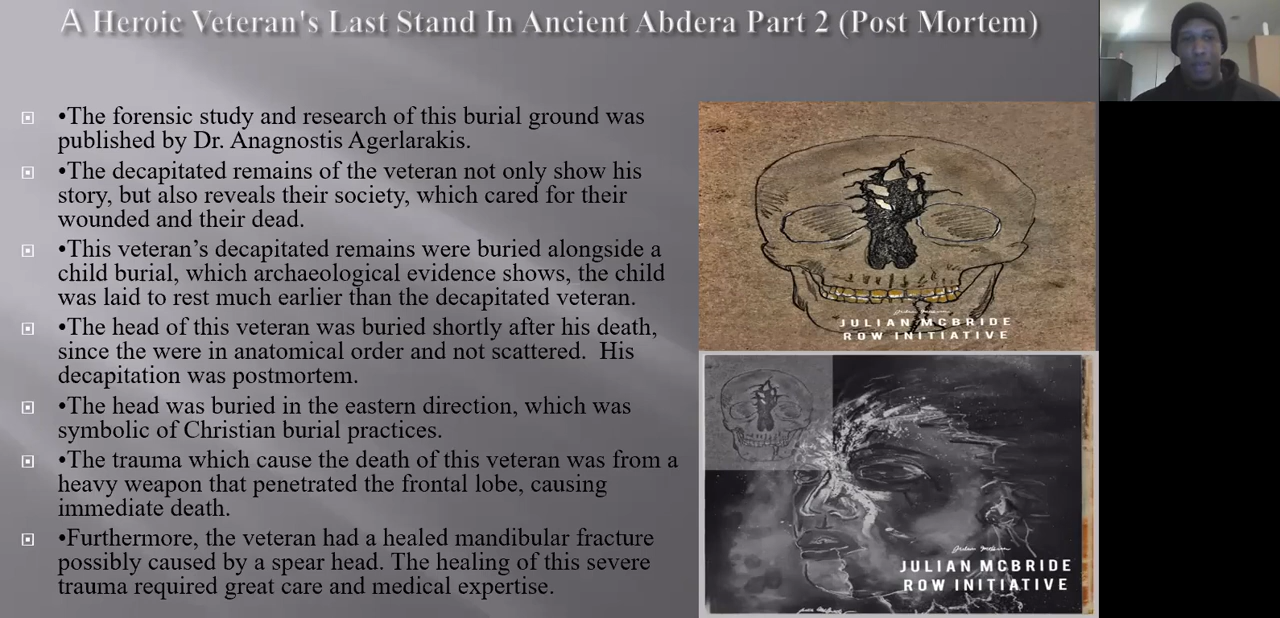 A Heroic Veteran's Last Stand In Ancient Abdera Part 2 (Post Mortem)
•The forensic study and research of this burial ground was
published by Dr. Anagnostis Agerlarakis.
•The decapitated remains of the veteran not only show his
story, but also reveals their society, which cared for their
wounded and their dead.
•This veteran’s decapitated remains were buried alongside a
child burial, which archaeological evidence shows, the child
was laid to rest much earlier than the decapitated veteran.
•The head of this veteran was buried shortly after his death,
since the were in anatomical order and not scattered.  His
decapitation was postmortem.
•The head was buried in the eastern direction, which was
symbolic of Christian burial practices.
•The trauma which cause the death of this veteran was from a
heavy weapon that penetrated the frontal lobe, causing
immediate death.
•Furthermore, the veteran had a healed mandibular fracture
possibly caused by a spear head. The healing of this severe
trauma required great care and medical expertise.
JULIAN MCBRIDE
ROW INITIATIVE
JULIAN MCBRIDE
ROW INITIATIVE